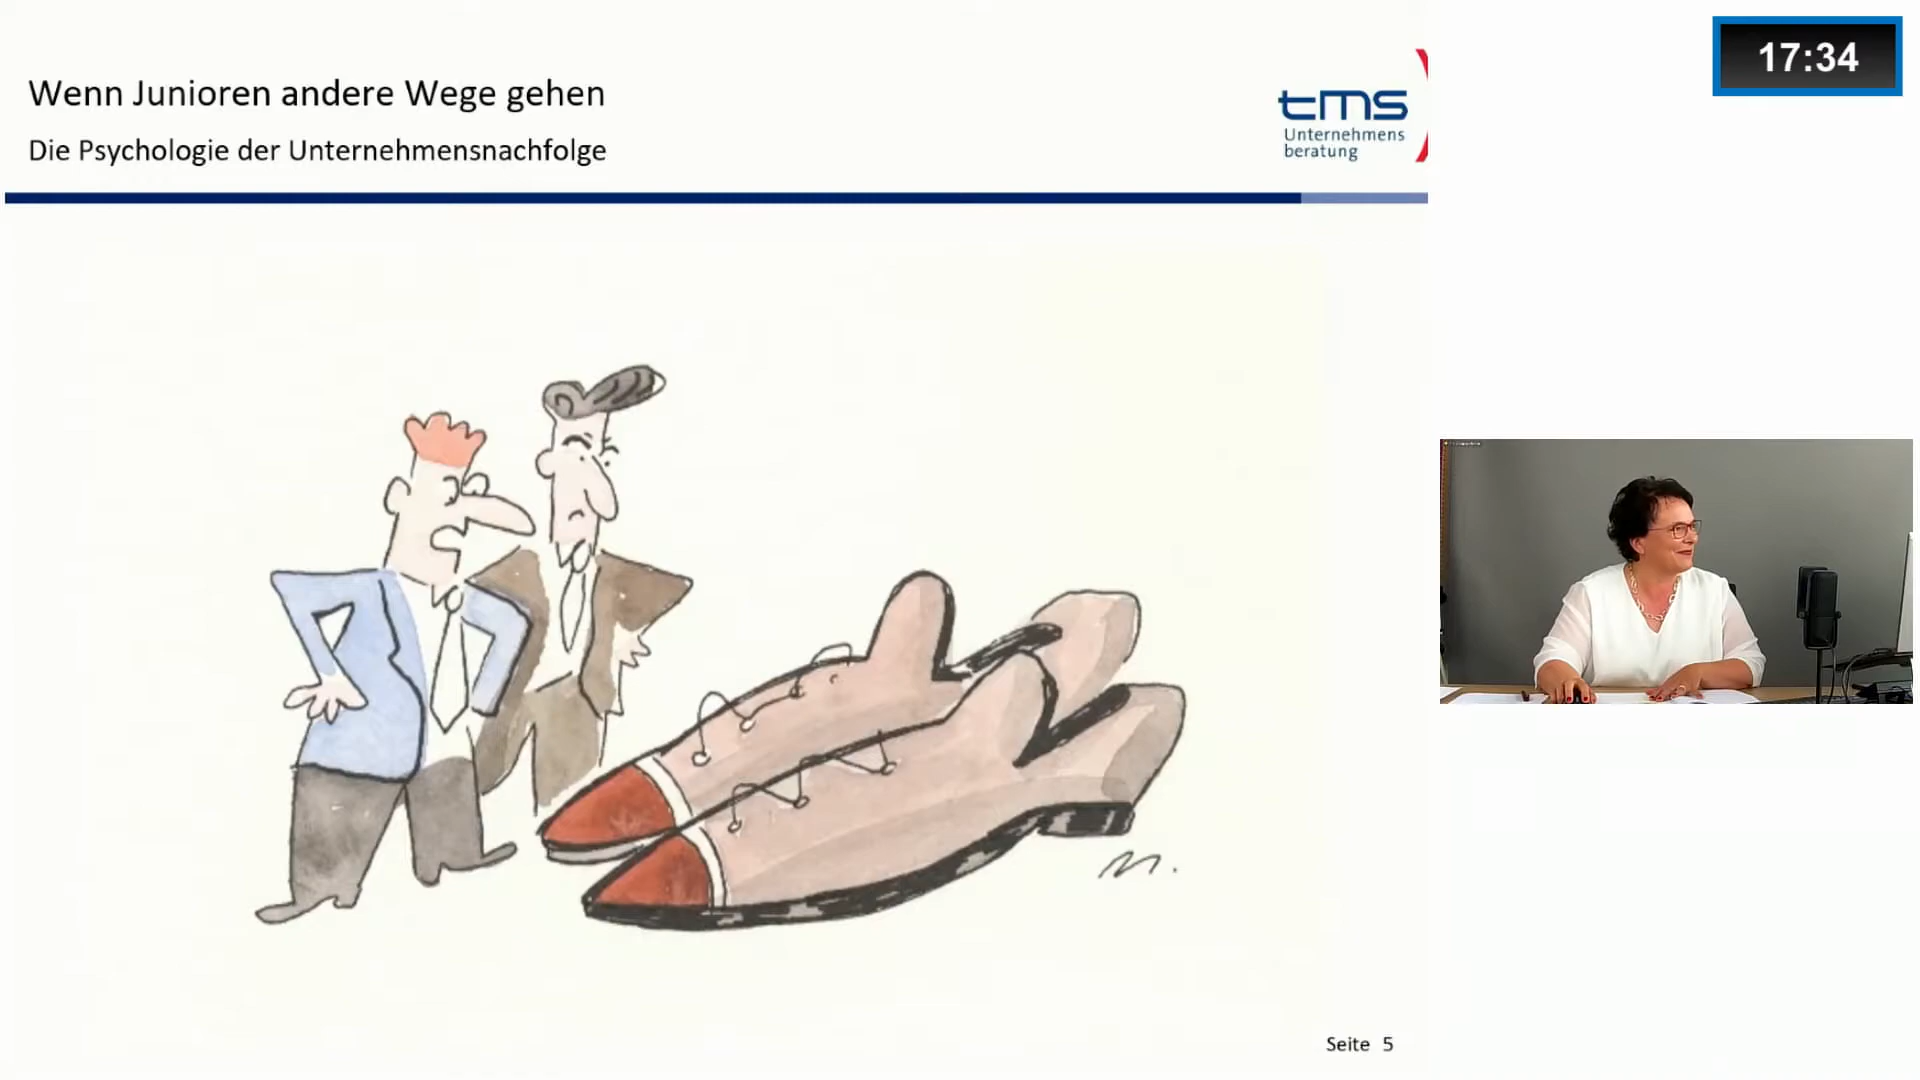 Wenn Junioren andere Wege gehen
Die Psychologie der Unternehmensnachfolge
tms
Unternehmens
beratung
17:34
M.
Seite 5